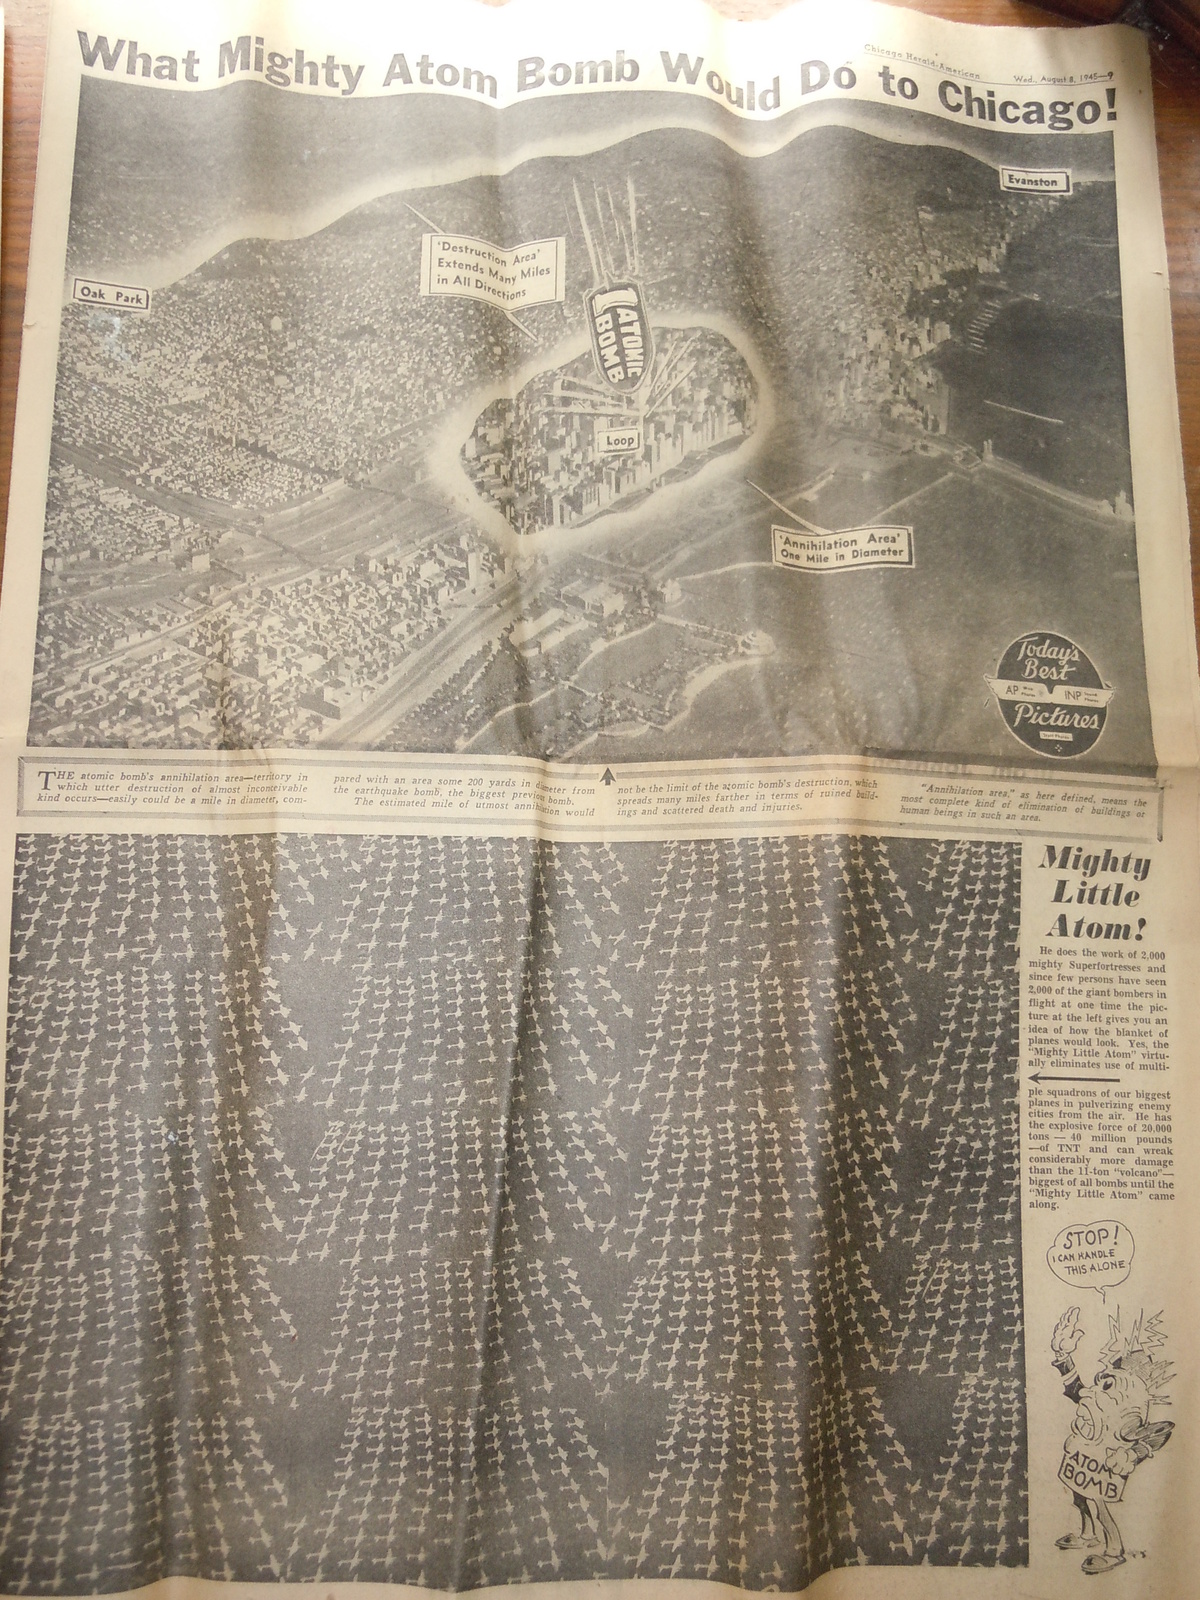 Chicago Herald-American
Wed., August 8, 1945—9
What Mighty Atom Bomb Would Do to Chicago!
Evanston
'Destruction Area'
Extends Many Miles
in All Directions
Oak Park
ATOMIC
BOMB
Loop
'Annihilation Area'
One Mile in Diameter
Today's
Best
AP
INP
Pictures
THE atomic bomb's annihilation area—territory in
which utter destruction of almost inconceivable
kind occurs—easily could be a mile in diameter, com-
pared with an area some 200 yards in diameter from
the earthquake bomb, the biggest previous bomb.
The estimated mile of utmost annihilation would
not be the limit of the atomic bomb's destruction, which
spreads many miles farther in terms of ruined build-
ings and scattered death and injuries.
"Annihilation area," as here defined, means the
most complete kind of elimination of buildings or
human beings in such an area.
Mighty
Little
Atom!
He does the work of 2,000
mighty Superfortresses and
since few persons have seen
2,000 of the giant bombers in
flight at one time the pic-
ture at the left gives you an
idea of how the blanket of
planes would look. Yes, the
"Mighty Little Atom" virtu-
ally eliminates use of multi-
ple squadrons of our biggest
planes in pulverizing enemy
cities from the air. He has
the explosive force of 20,000
tons — 40 million pounds
—of TNT and can wreak
considerably more damage
than the 11-ton "volcano"—
biggest of all bombs until the
"Mighty Little Atom" came
along.
STOP!
I CAN HANDLE
THIS ALONE
ATOM
BOMB